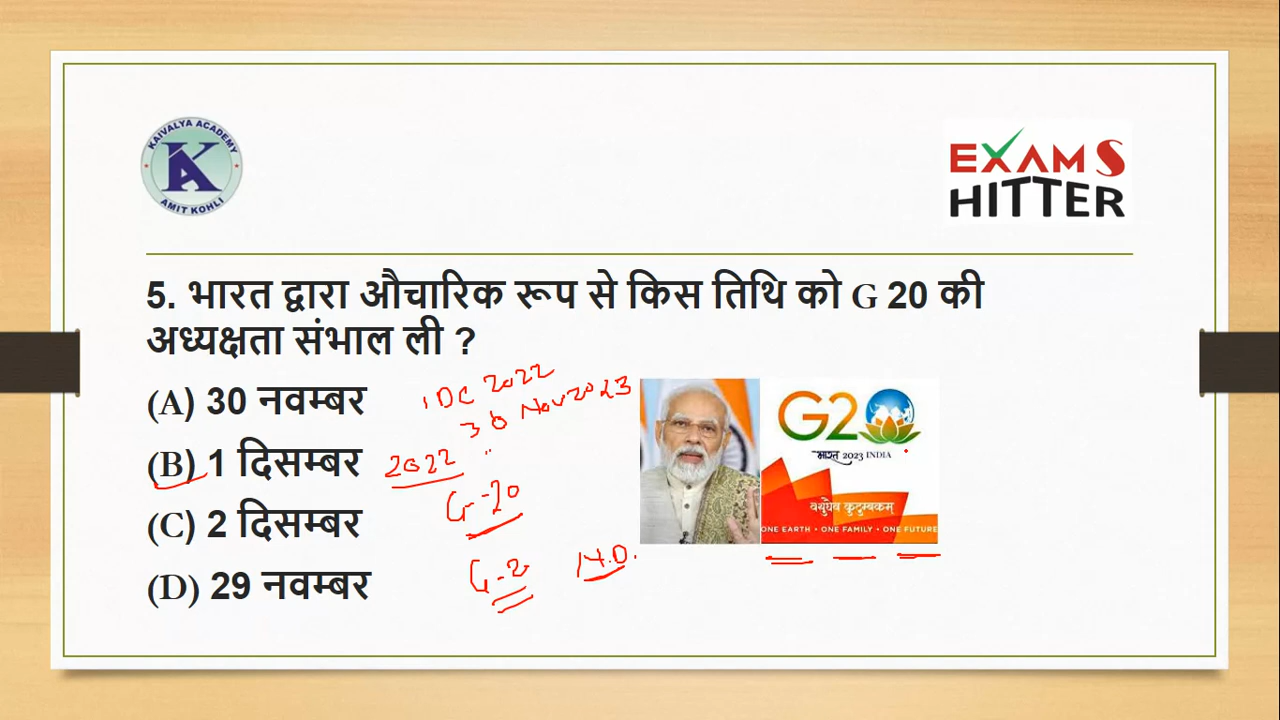 KAIVALYA ACADEMY
KA
AMIT KOHLI
EXAMS
HITTER
5. भारत द्वारा औचारिक रूप से किस तिथि को G 20 की
अध्यक्षता संभाल ली ?
(A) 30 नवम्बर
(B) 1 दिसम्बर
(C) 2 दिसम्बर
(D) 29 नवम्बर
1 DC 2022
30 Nov 2023
2022
G-20
G-2
N.D.
G20
भारत 2023 INDIA
वसुधैव कुटुम्बकम्
ONE EARTH • ONE FAMILY • ONE FUTURE